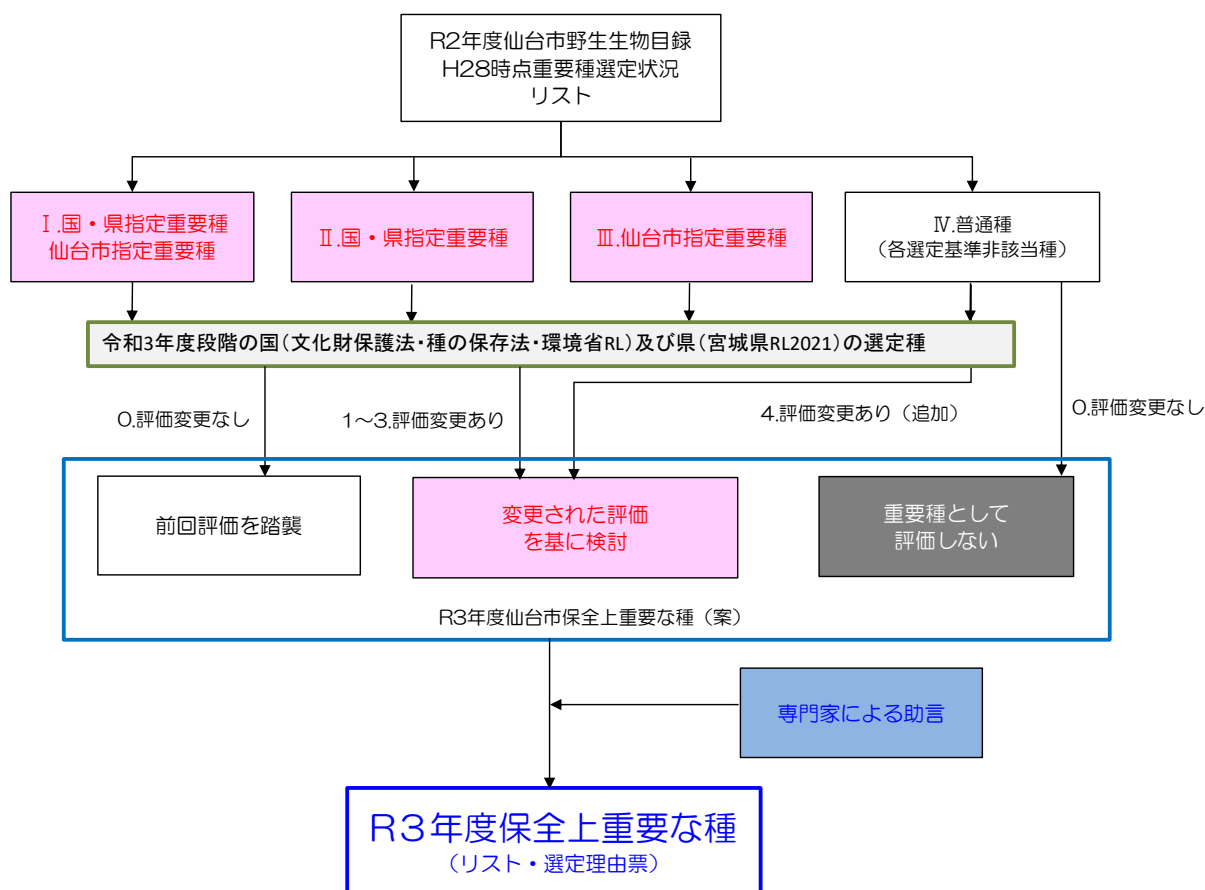 R2年度仙台市野生生物目録
H28時点重要種選定状況
リスト
Ⅰ.国・県指定重要種
仙台市指定重要種
Ⅱ.国・県指定重要種
Ⅲ.仙台市指定重要種
Ⅳ.普通種
（各選定基準非該当種）
令和3年度段階の国（文化財保護法・種の保存法・環境省RL）及び県（宮城県RL2021）の選定種
0.評価変更なし
1～3.評価変更あり
4.評価変更あり（追加）
0.評価変更なし
前回評価を踏襲
変更された評価
を基に検討
重要種として
評価しない
R3年度仙台市保全上重要な種（案）
専門家による助言
R３年度保全上重要な種
（リスト・選定理由票）